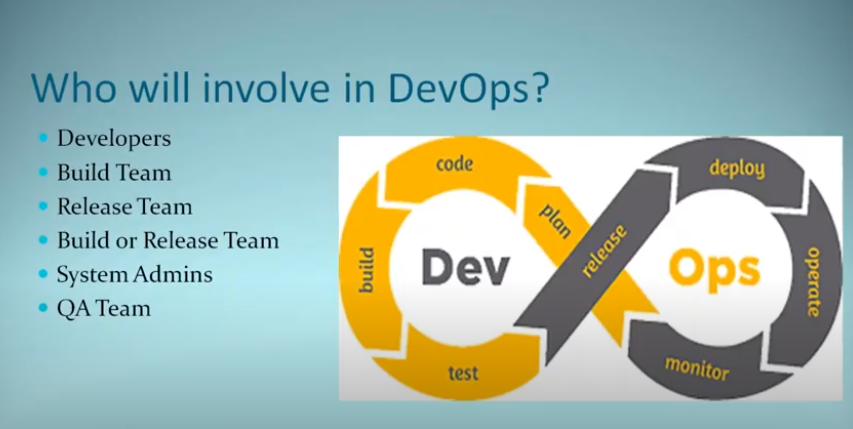 Who will involve in DevOps?
Developers
Build Team
Release Team
Build or Release Team
System Admins
QA Team
code
plan
build
Dev
test
release
deploy
Ops
operate
monitor